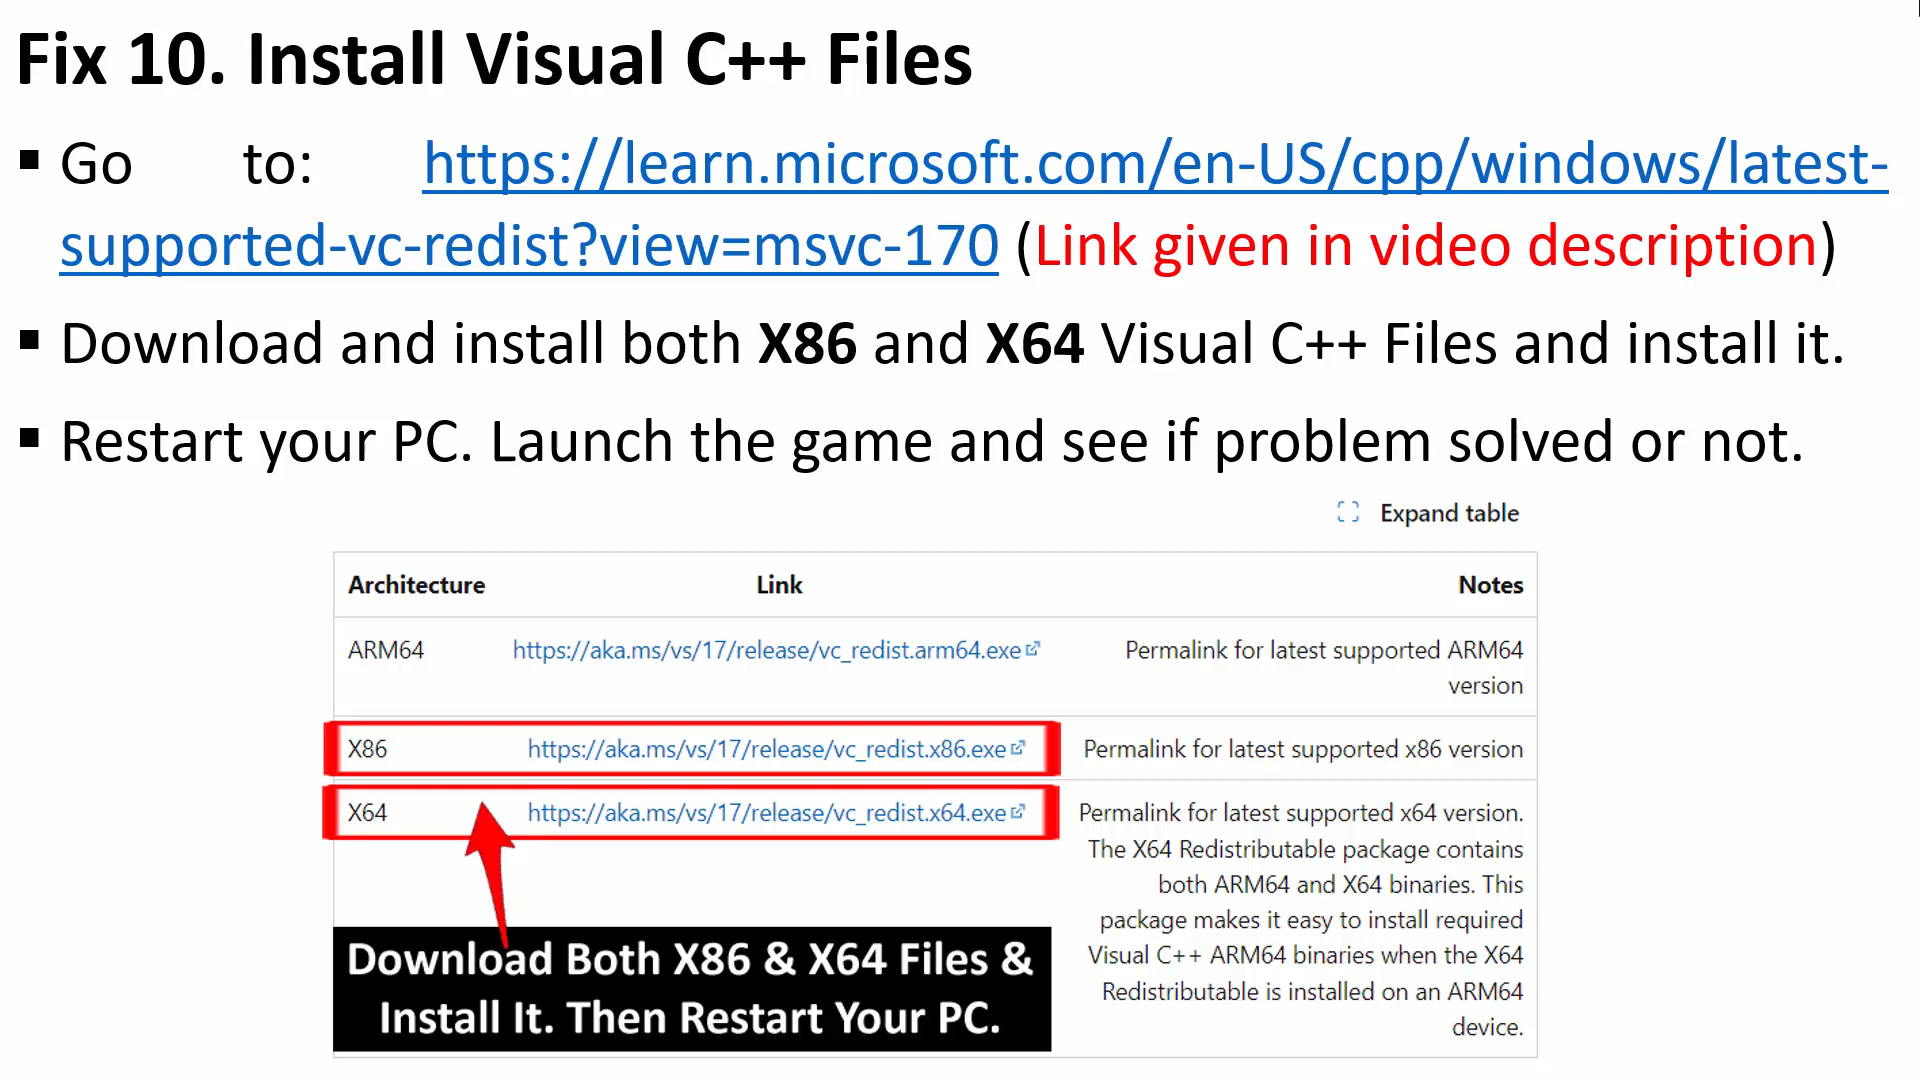 Fix 10. Install Visual C++ Files
▪ Go to: https://learn.microsoft.com/en-US/cpp/windows/latest-
supported-vc-redist?view=msvc-170 (Link given in video description)
▪ Download and install both X86 and X64 Visual C++ Files and install it.
▪ Restart your PC. Launch the game and see if problem solved or not.
Expand table
Architecture Link Notes
ARM64 https://aka.ms/vs/17/release/vc_redist.arm64.exe Permalink for latest supported ARM64
version
X86 https://aka.ms/vs/17/release/vc_redist.x86.exe Permalink for latest supported x86 version
X64 https://aka.ms/vs/17/release/vc_redist.x64.exe Permalink for latest supported x64 version.
The X64 Redistributable package contains
both ARM64 and X64 binaries. This
package makes it easy to install required
Visual C++ ARM64 binaries when the X64
Redistributable is installed on an ARM64
device.
Download Both X86 & X64 Files &
Install It. Then Restart Your PC.